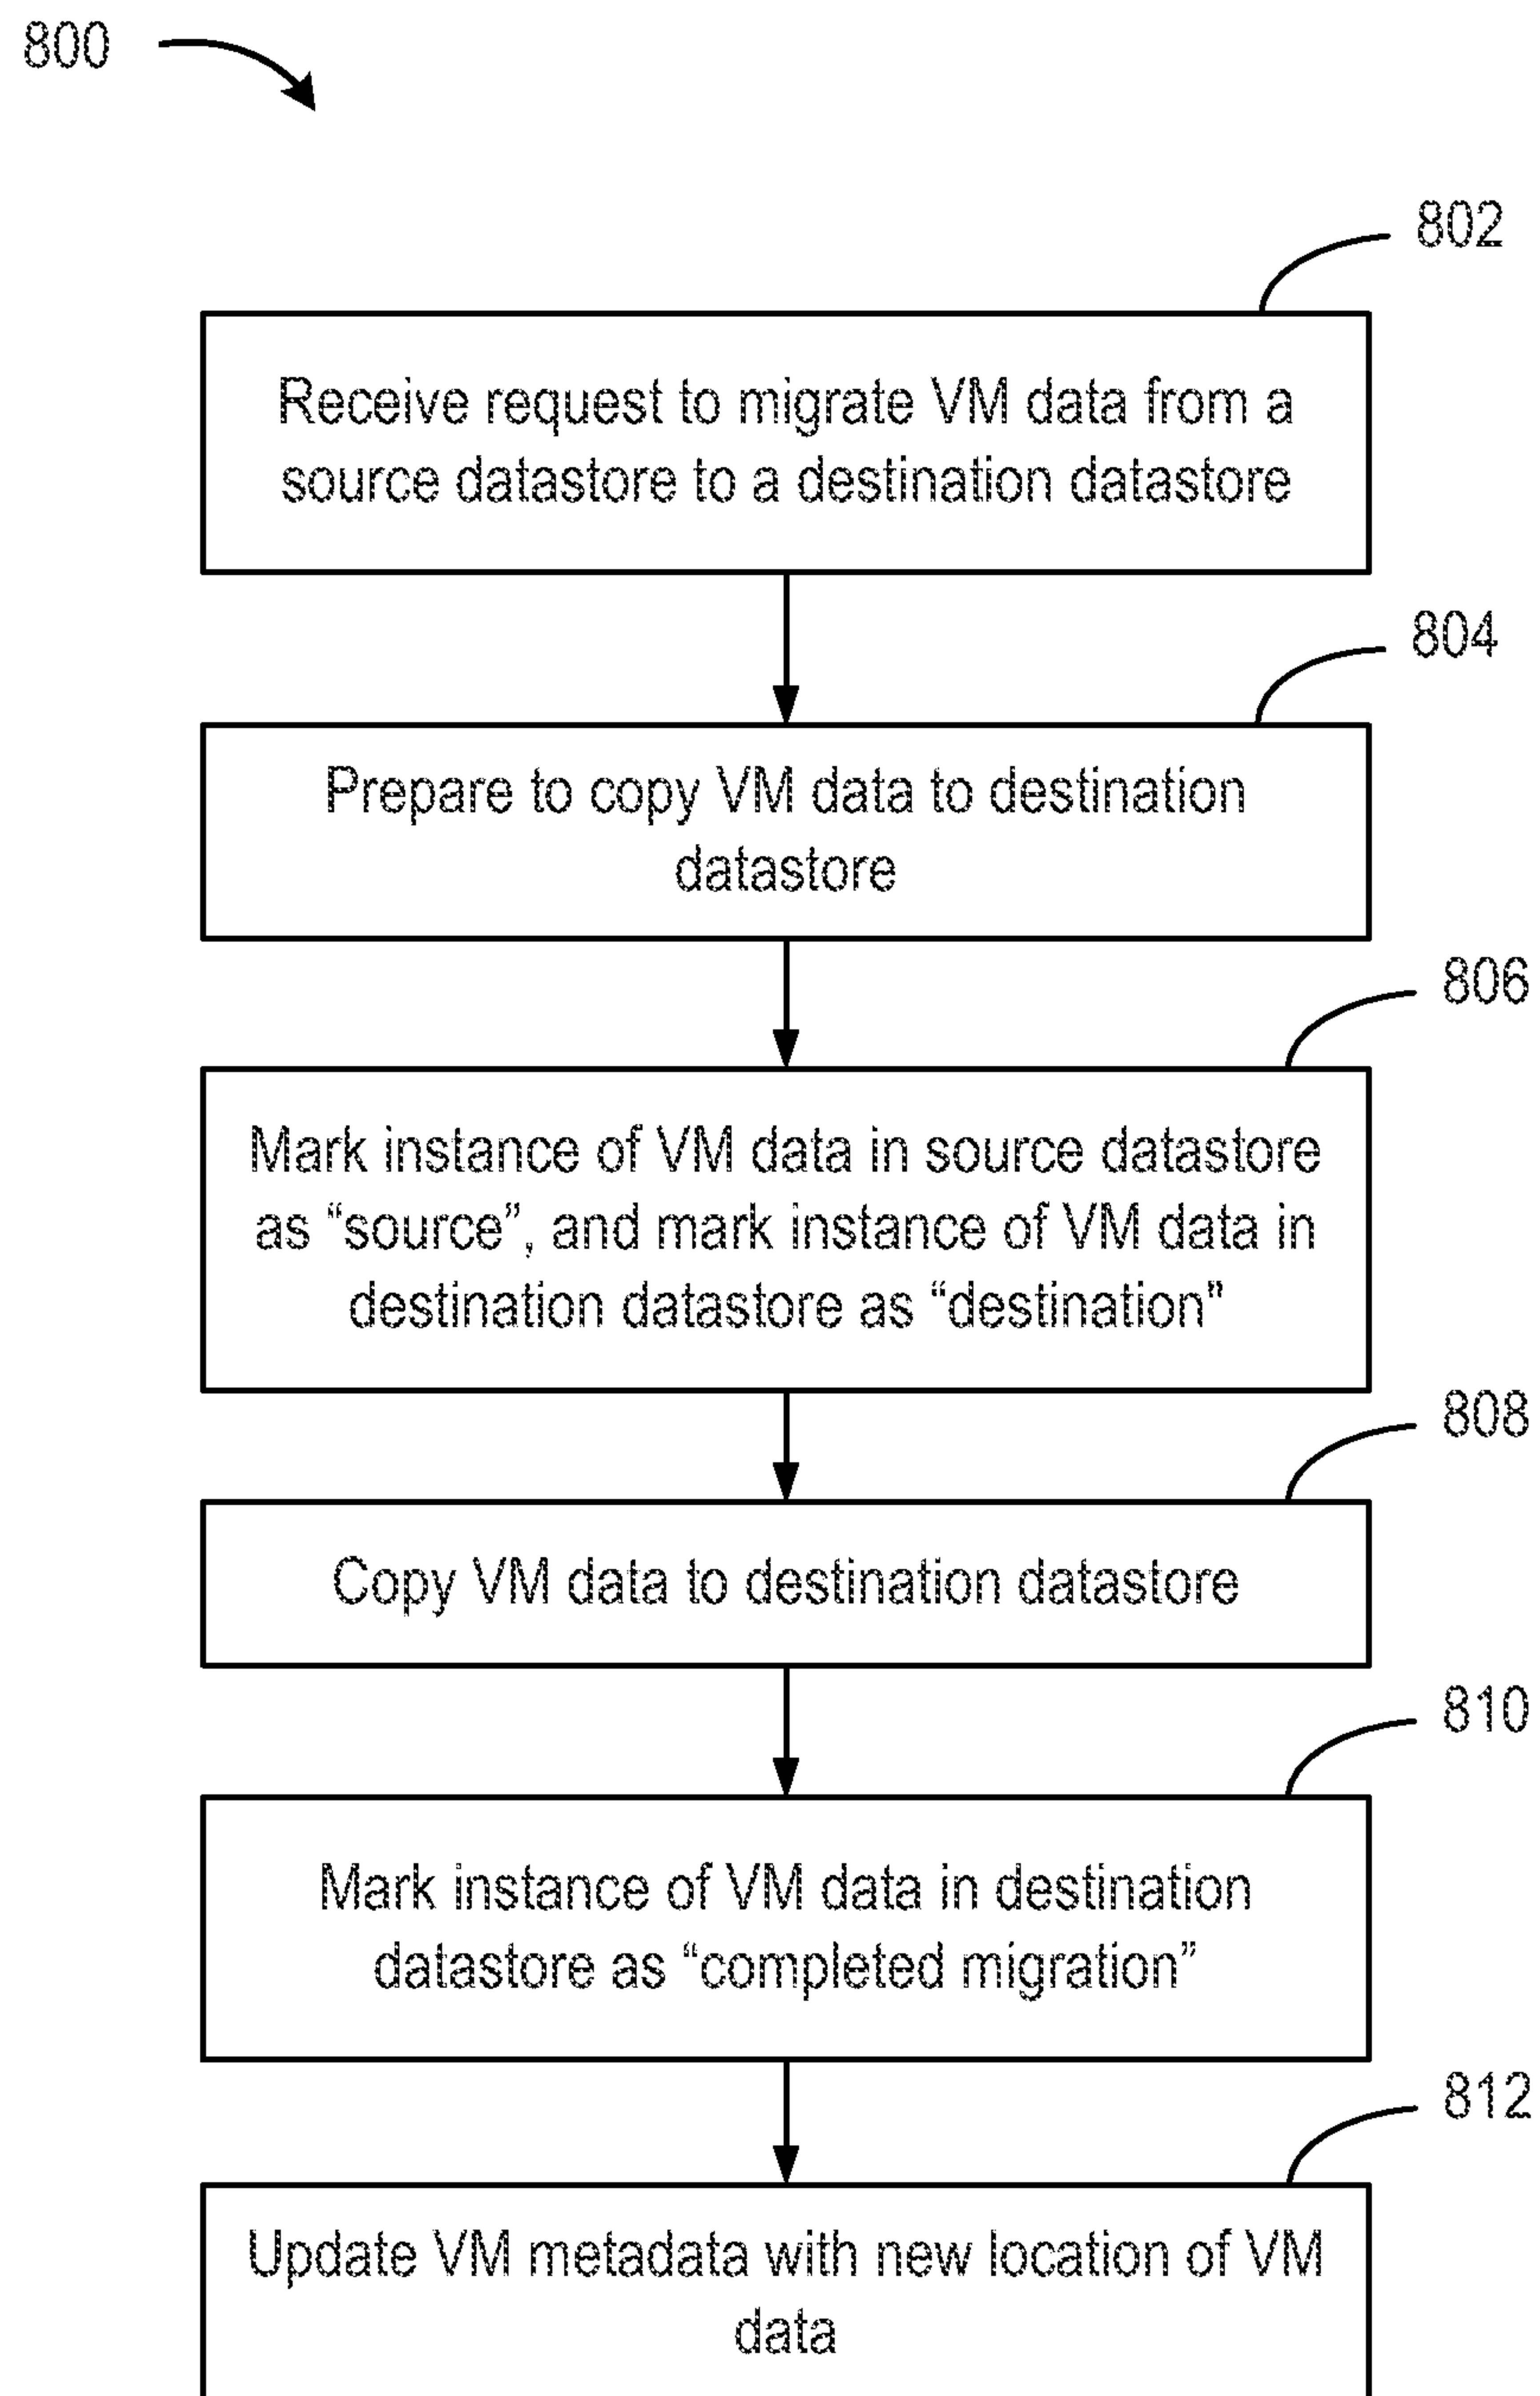 800
802
Receive request to migrate VM data from a
source datastore to a destination datastore
804
Prepare to copy VM data to destination
datastore
806
Mark instance of VM data in source datastore
as “source”, and mark instance of VM data in
destination datastore as “destination"
808
Copy VM data to destination datastore
810
Mark instance of VM data in destination
datastore as “completed migration”
812
Update VM metadata with new location of VM
data